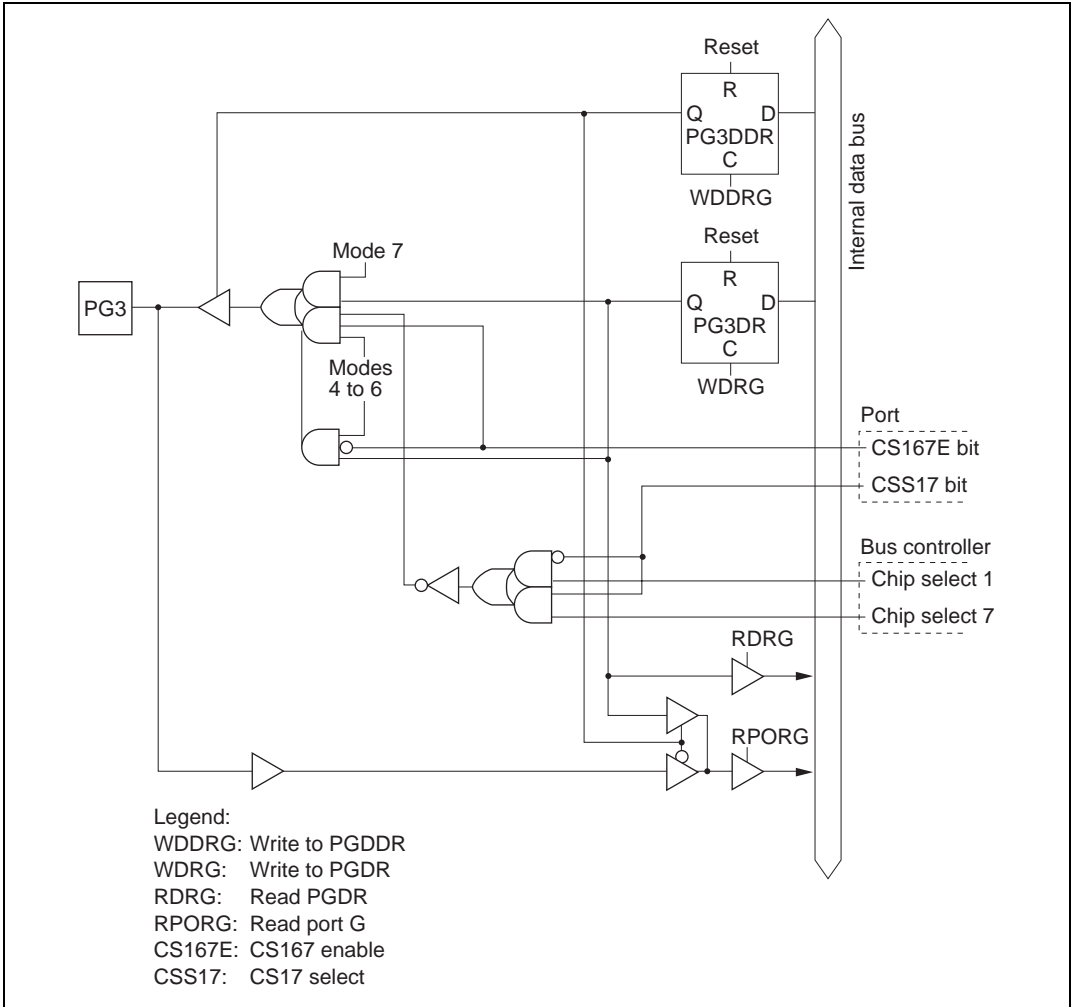 Reset
R
Q D
PG3DDR
C
WDDRG
Internal data bus
Reset
R
Q D
PG3DR
C
WDRG
Mode 7
PG3
Modes
4 to 6
Port
CS167E bit
CSS17 bit
Bus controller
Chip select 1
Chip select 7
RDRG
RPORG
Legend:
WDDRG: Write to PGDDR
WDRG: Write to PGDR
RDRG: Read PGDR
RPORG: Read port G
CS167E: CS167 enable
CSS17: CS17 select